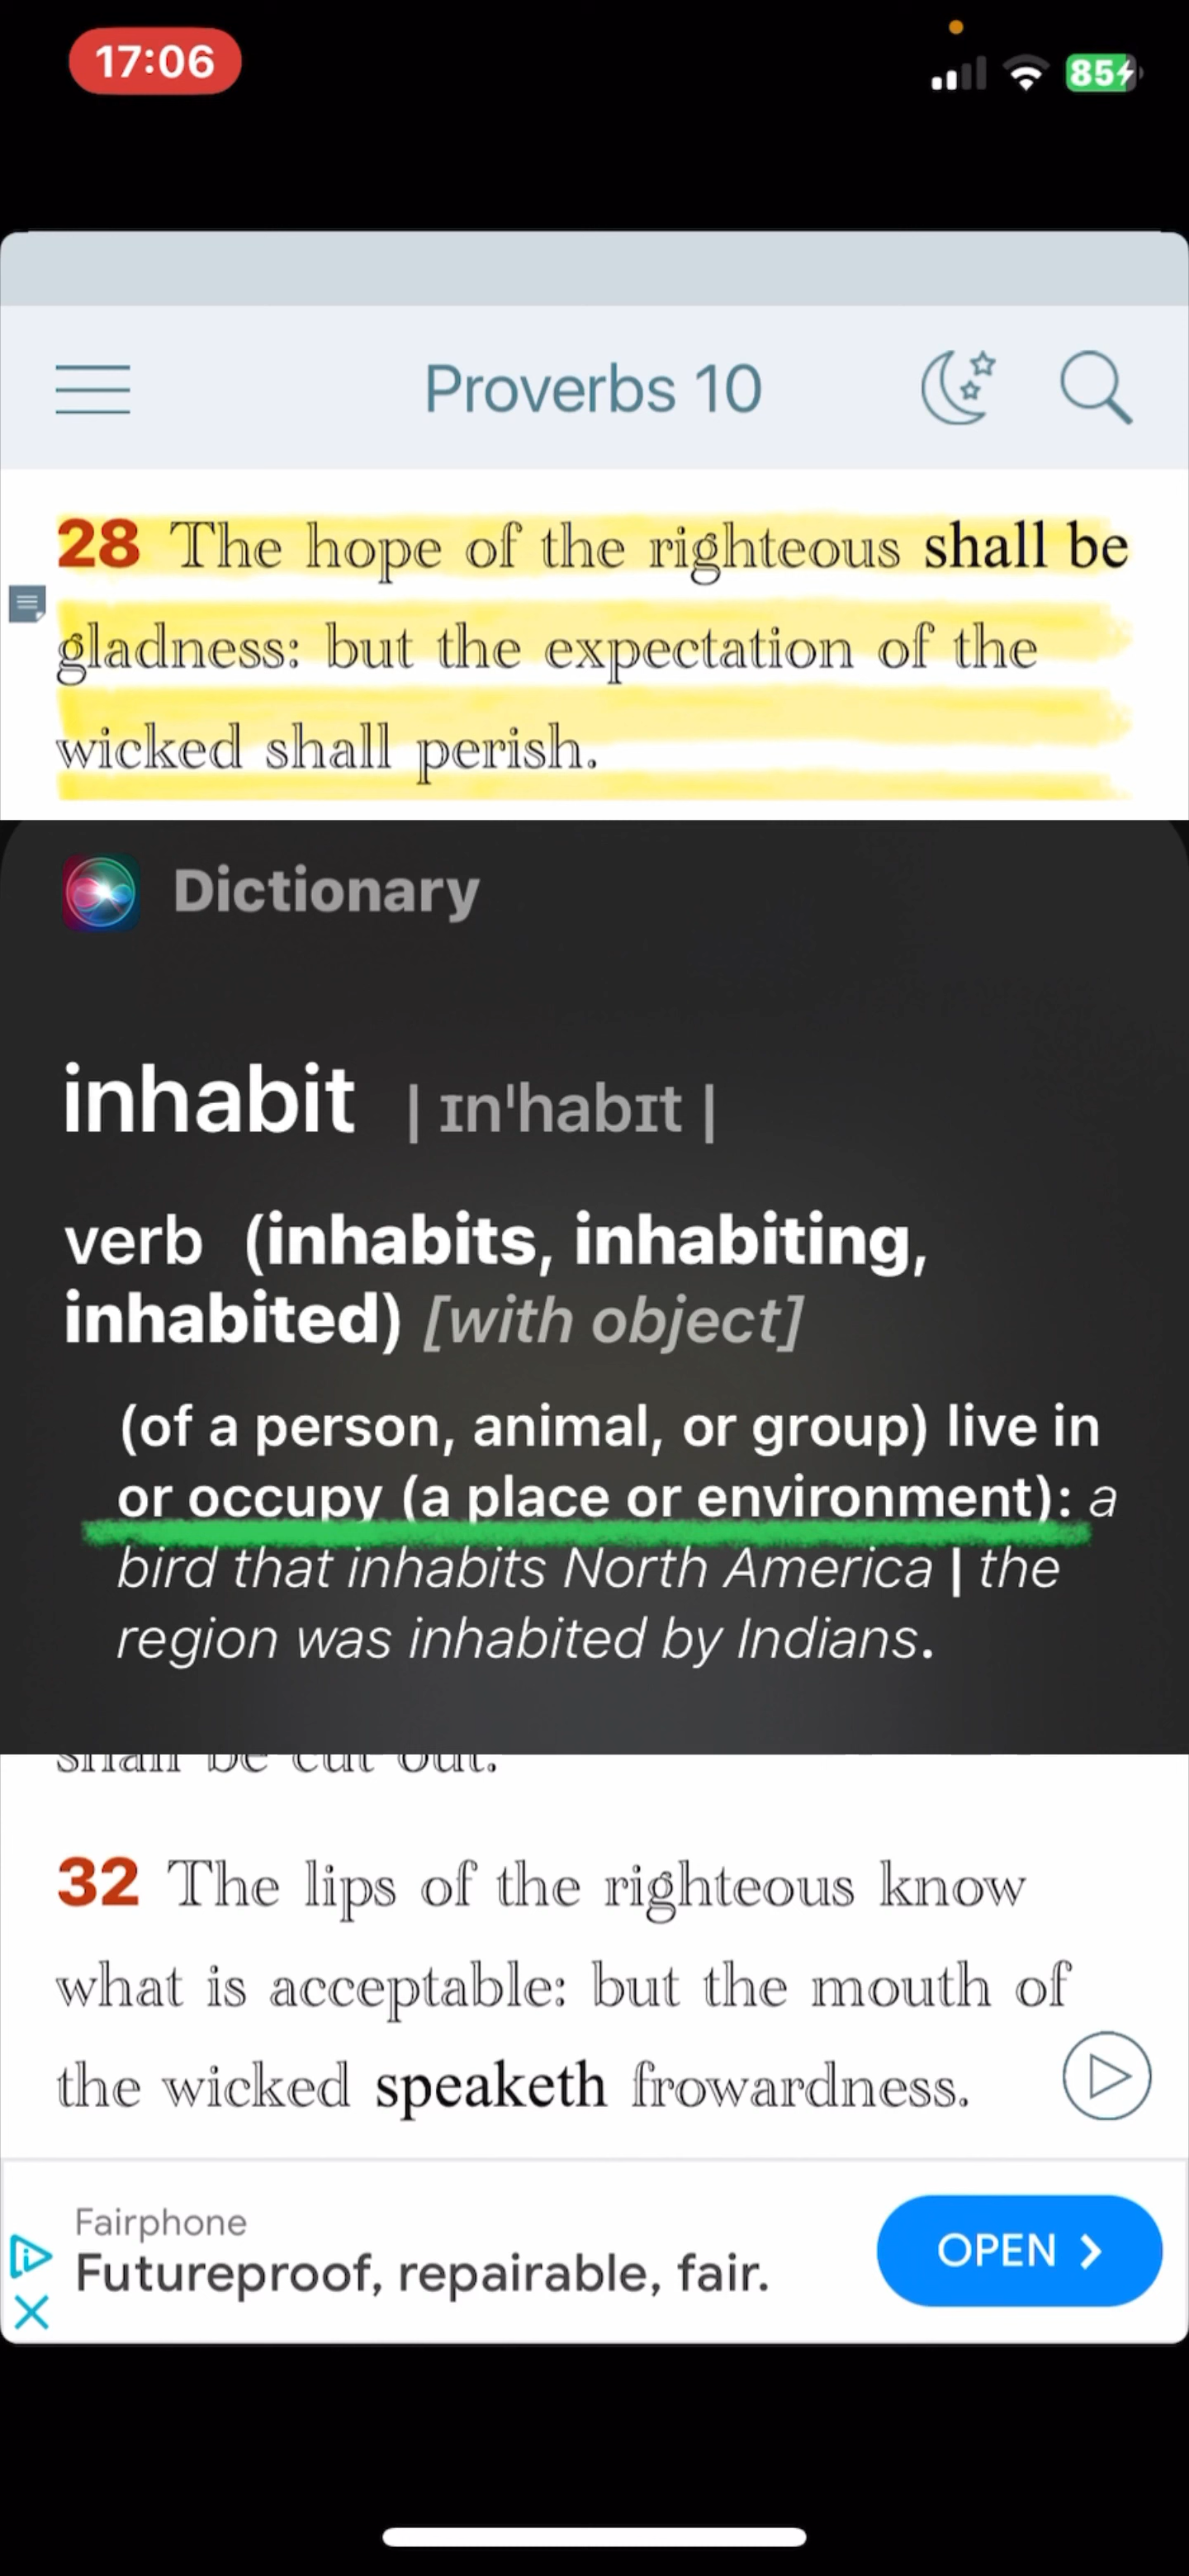 17:06
85
Proverbs 10
28 The hope of the righteous shall be
gladness: but the expectation of the
wicked shall perish.
Dictionary
inhabit | ɪn'habɪt |
verb (inhabits, inhabiting,
inhabited) [with object]
(of a person, animal, or group) live in
or occupy (a place or environment): a
bird that inhabits North America | the
region was inhabited by Indians.
shall be cut out.
32 The lips of the righteous know
what is acceptable: but the mouth of
the wicked speaketh frowardness.
Fairphone
Futureproof, repairable, fair.
OPEN